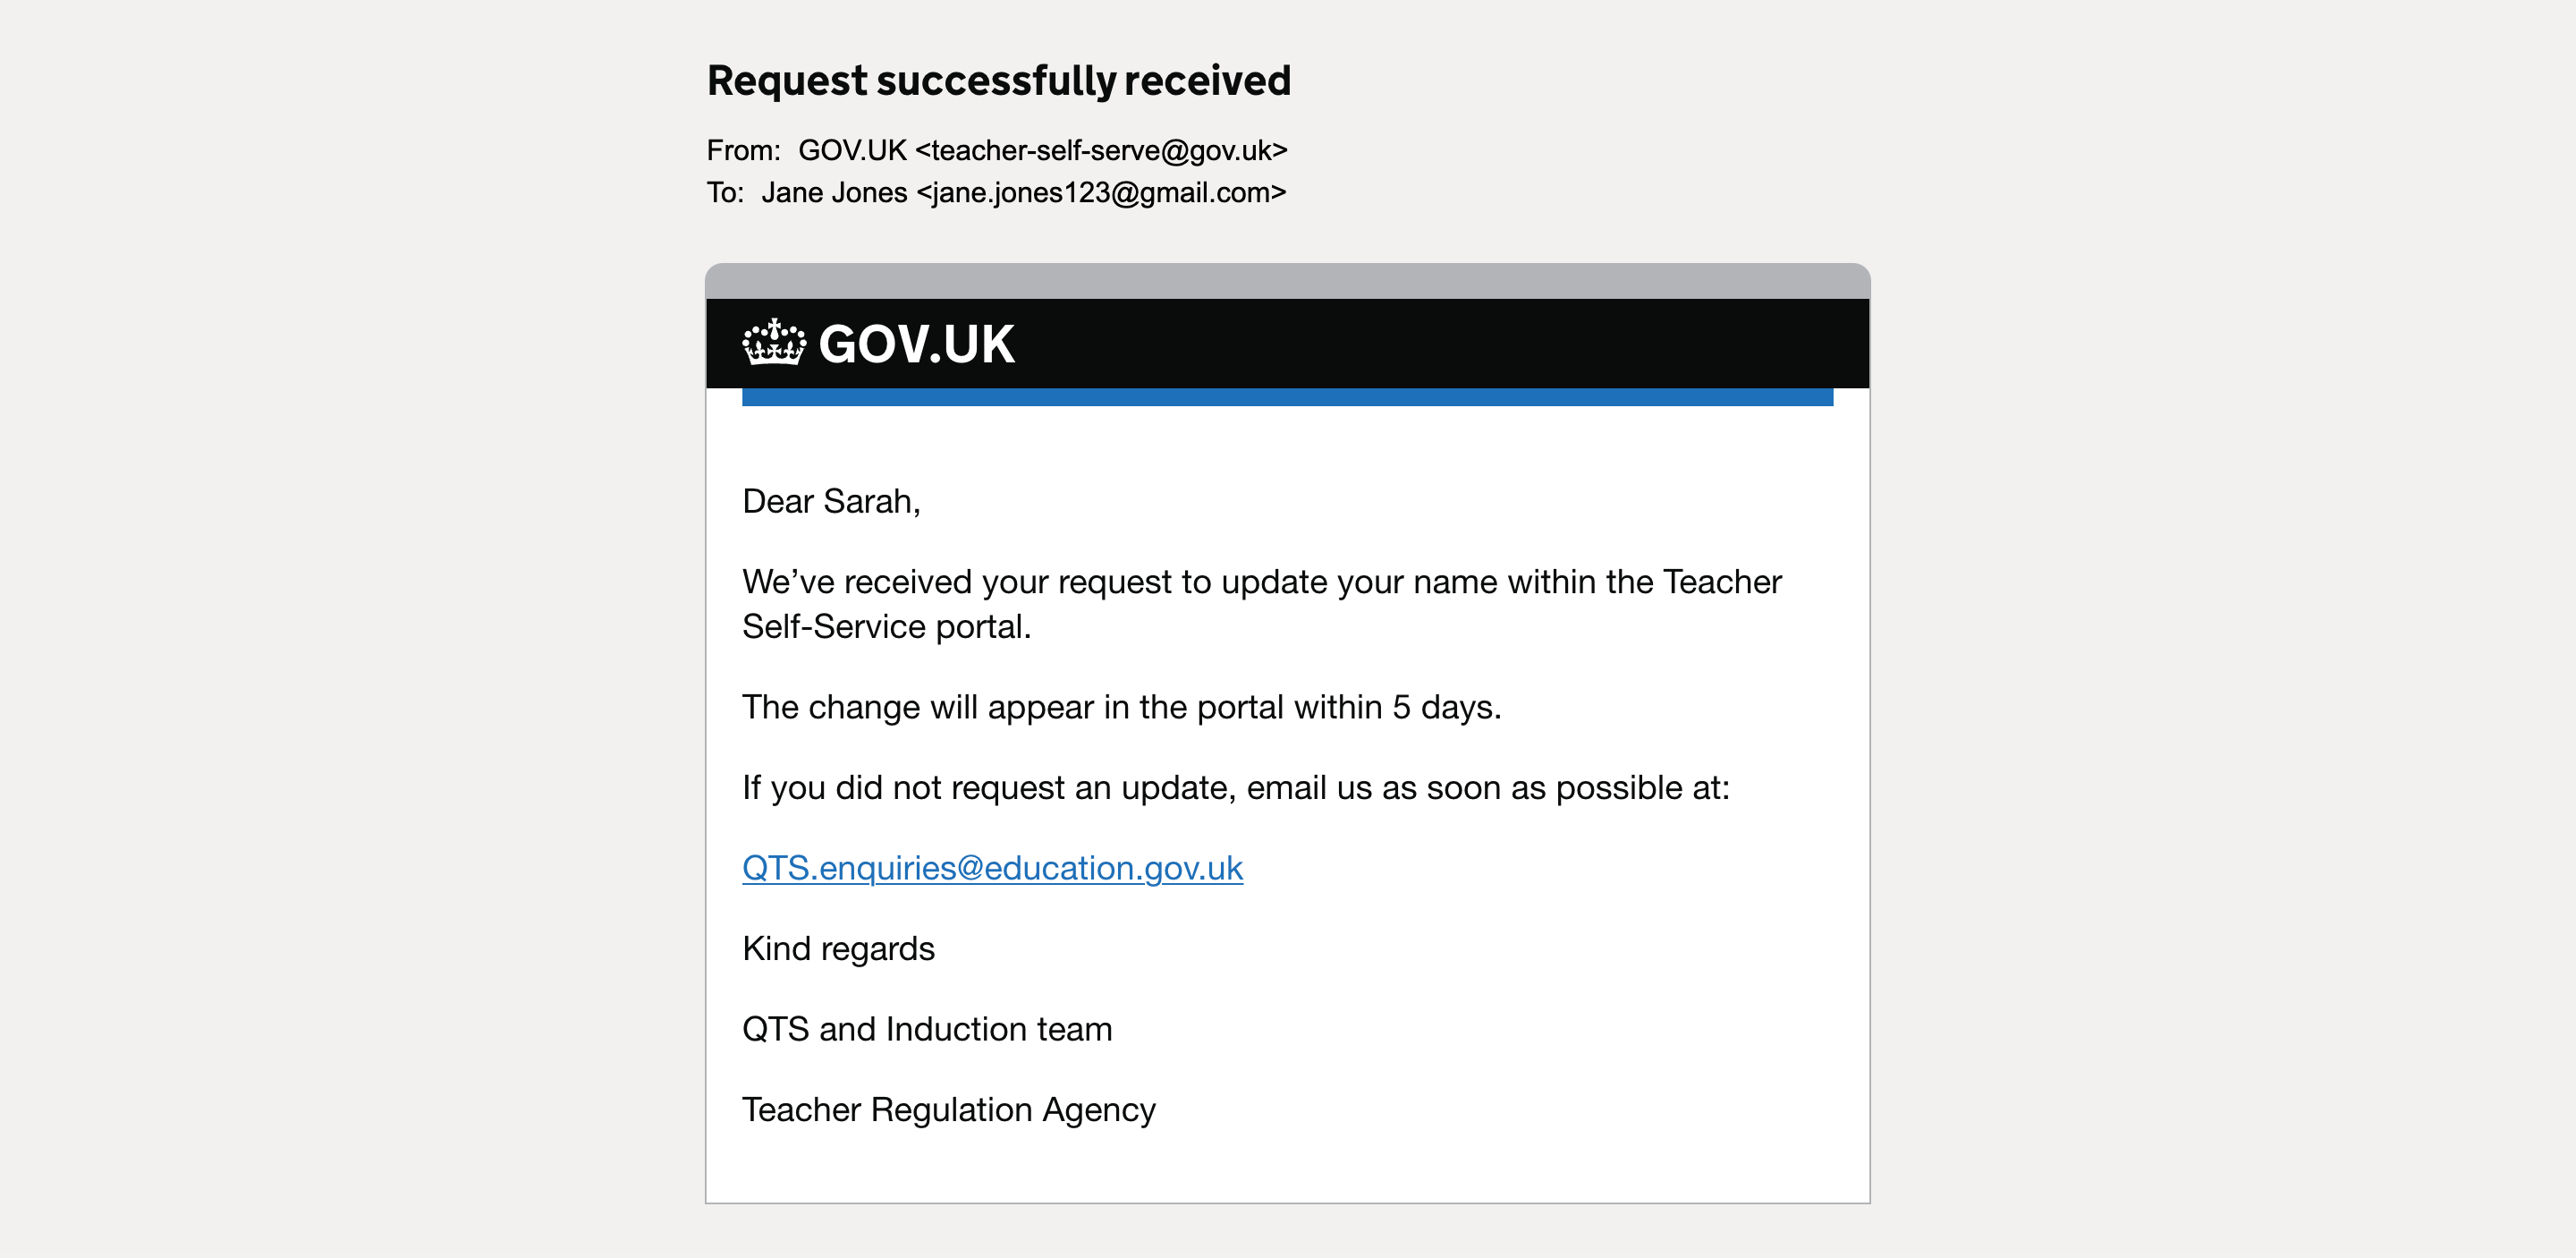 Request successfully received
From: GOV.UK <teacher-self-serve@gov.uk>
To: Jane Jones <jane.jones123@gmail.com>
GOV.UK
Dear Sarah,
We’ve received your request to update your name within the Teacher
Self-Service portal.
The change will appear in the portal within 5 days.
If you did not request an update, email us as soon as possible at:
QTS.enquiries@education.gov.uk
Kind regards
QTS and Induction team
Teacher Regulation Agency